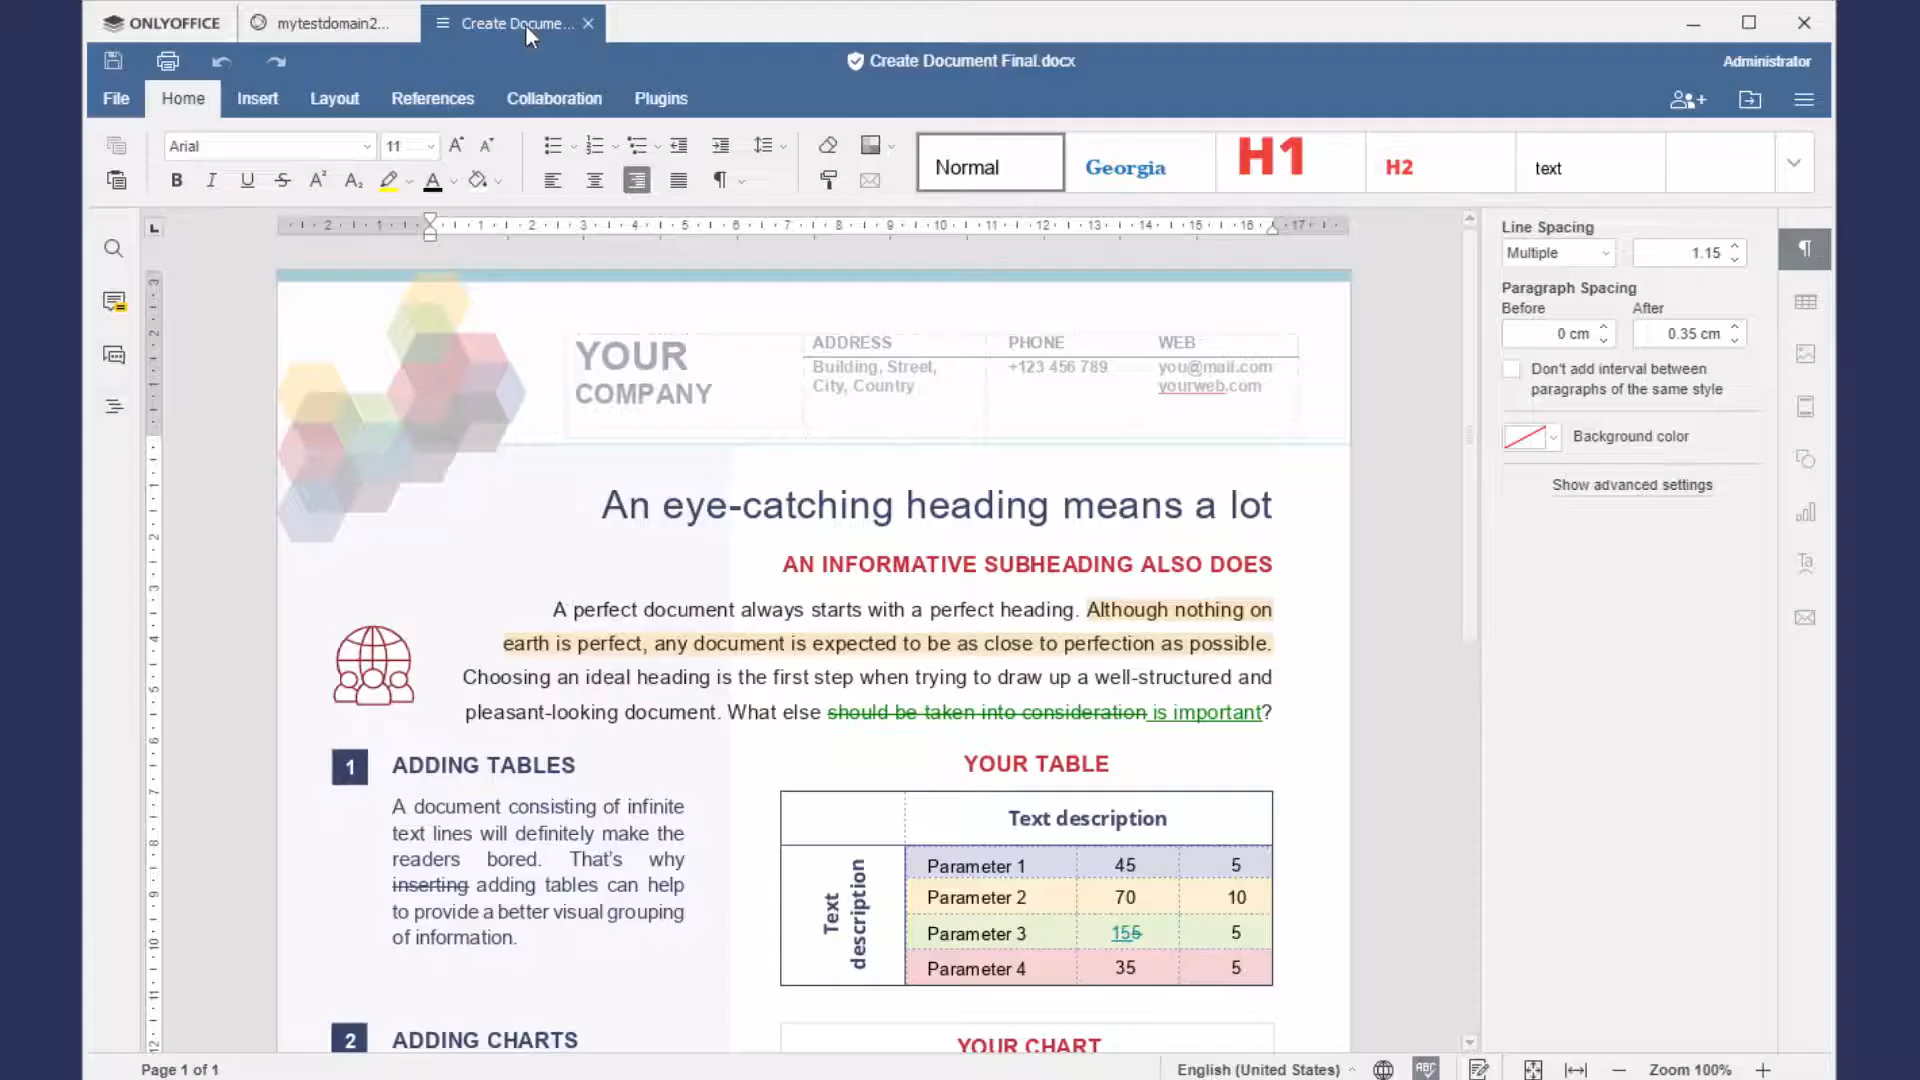 ONLYOFFICE
mytestdomain2...
Create Docume...
Create Document Final.docx
Administrator
File
Home
Insert
Layout
References
Collaboration
Plugins
Arial
11
Normal
Georgia
H1
H2
text
Line Spacing
Multiple
1.15
Paragraph Spacing
Before
After
0 cm
0.35 cm
Don't add interval between
paragraphs of the same style
Background color
Show advanced settings
YOUR
COMPANY
ADDRESS
Building, Street,
City, Country
PHONE
+123 456 789
WEB
you@mail.com
yourweb.com
An eye-catching heading means a lot
AN INFORMATIVE SUBHEADING ALSO DOES
A perfect document always starts with a perfect heading. Although nothing on
earth is perfect, any document is expected to be as close to perfection as possible.
Choosing an ideal heading is the first step when trying to draw up a well-structured and
pleasant-looking document. What else should be taken into consideration is important?
1
ADDING TABLES
A document consisting of infinite
text lines will definitely make the
readers bored. That's why
inserting adding tables can help
to provide a better visual grouping
of information.
YOUR TABLE
Text description
Text
description
Parameter 1 45 5
Parameter 2 70 10
Parameter 3 155 5
Parameter 4 35 5
2
ADDING CHARTS
YOUR CHART
Page 1 of 1
English (United States)
ABC
Zoom 100%